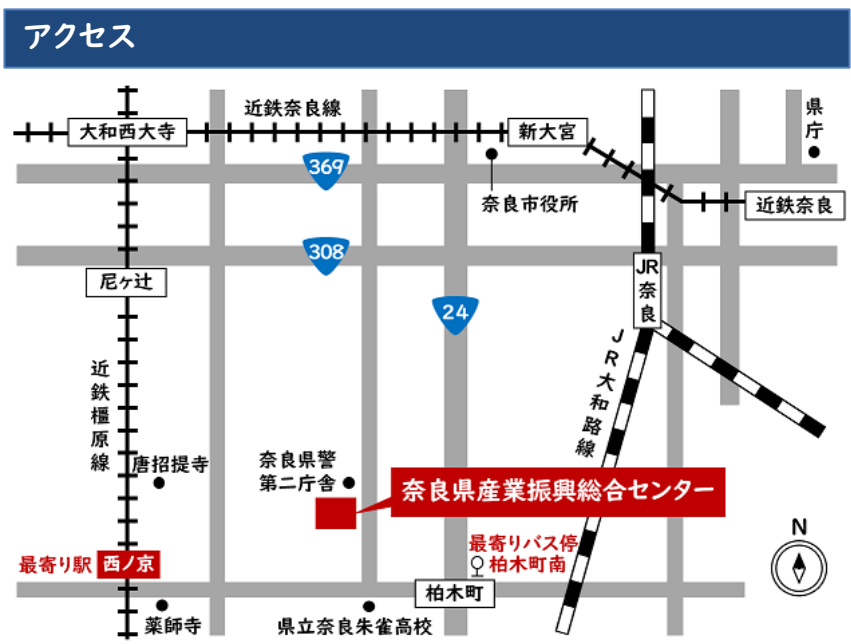 アクセス
近鉄奈良線
大和西大寺
新大宮
県庁
369
奈良市役所
近鉄奈良
308
JR奈良
尼ヶ辻
24
JR大和路線
近鉄橿原線
唐招提寺
奈良県警
第二庁舎
奈良県産業振興総合センター
N
最寄り駅
西ノ京
最寄りバス停
柏木町南
柏木町
薬師寺
県立奈良朱雀高校